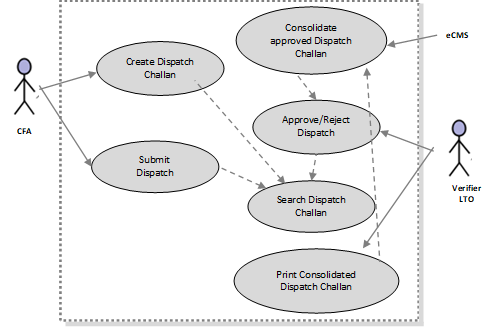 Consolidate
approved Dispatch
Challan
eCMS
Create Dispatch
Challan
CFA
Approve/Reject
Dispatch
Submit
Dispatch
Verifier
LTO
Search Dispatch
Challan
Print Consolidated
Dispatch Challan